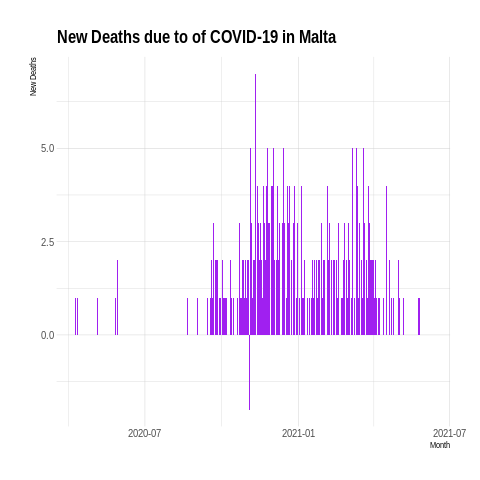 New Deaths due to of COVID-19 in Malta
New Deaths
5.0
2.5
0.0
2020-07
2021-01
2021-07
Month